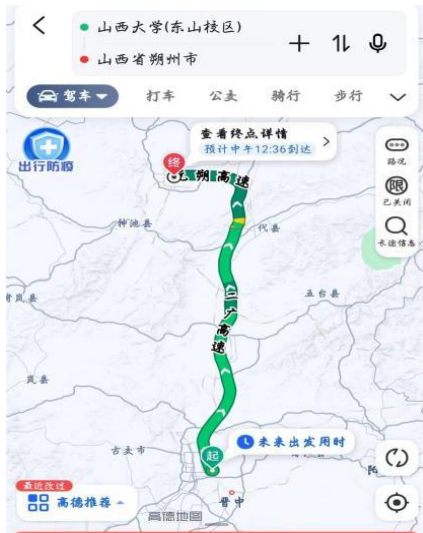 山西大学(东山校区)
山西省朔州市
驾车
打车
公交
骑行
步行
查看终点详情
预计中午12:36到达
出行防疫
路况
限
已关闭
长途信息
终
朔高速
神池县
代县
二广高速
五台县
岚县
未来出发用时
古交市
起
最近改过
高德推荐
高德地图
晋中